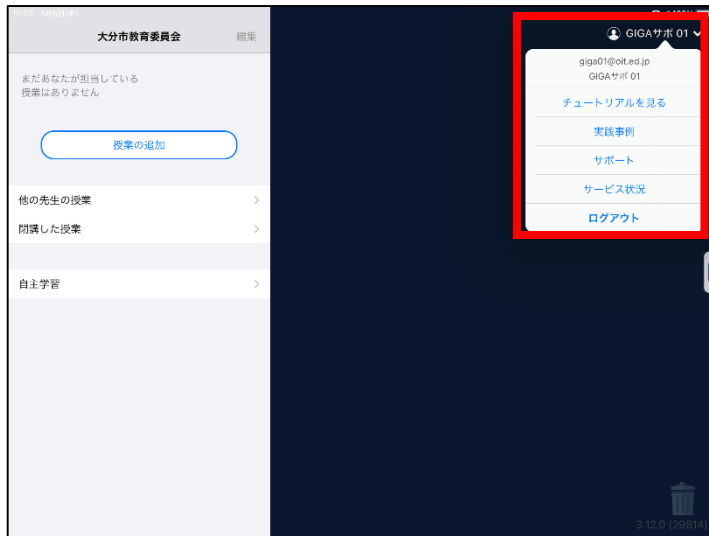 大分市教育委員会
編集
GIGAサポ 01
giga01@oit.ed.jp
GIGAサポ 01
まだあなたが担当している
授業はありません
チュートリアルを見る
実践事例
授業の追加
サポート
サービス状況
他の先生の授業
ログアウト
閉講した授業
自主学習
3.12.0 (29814)